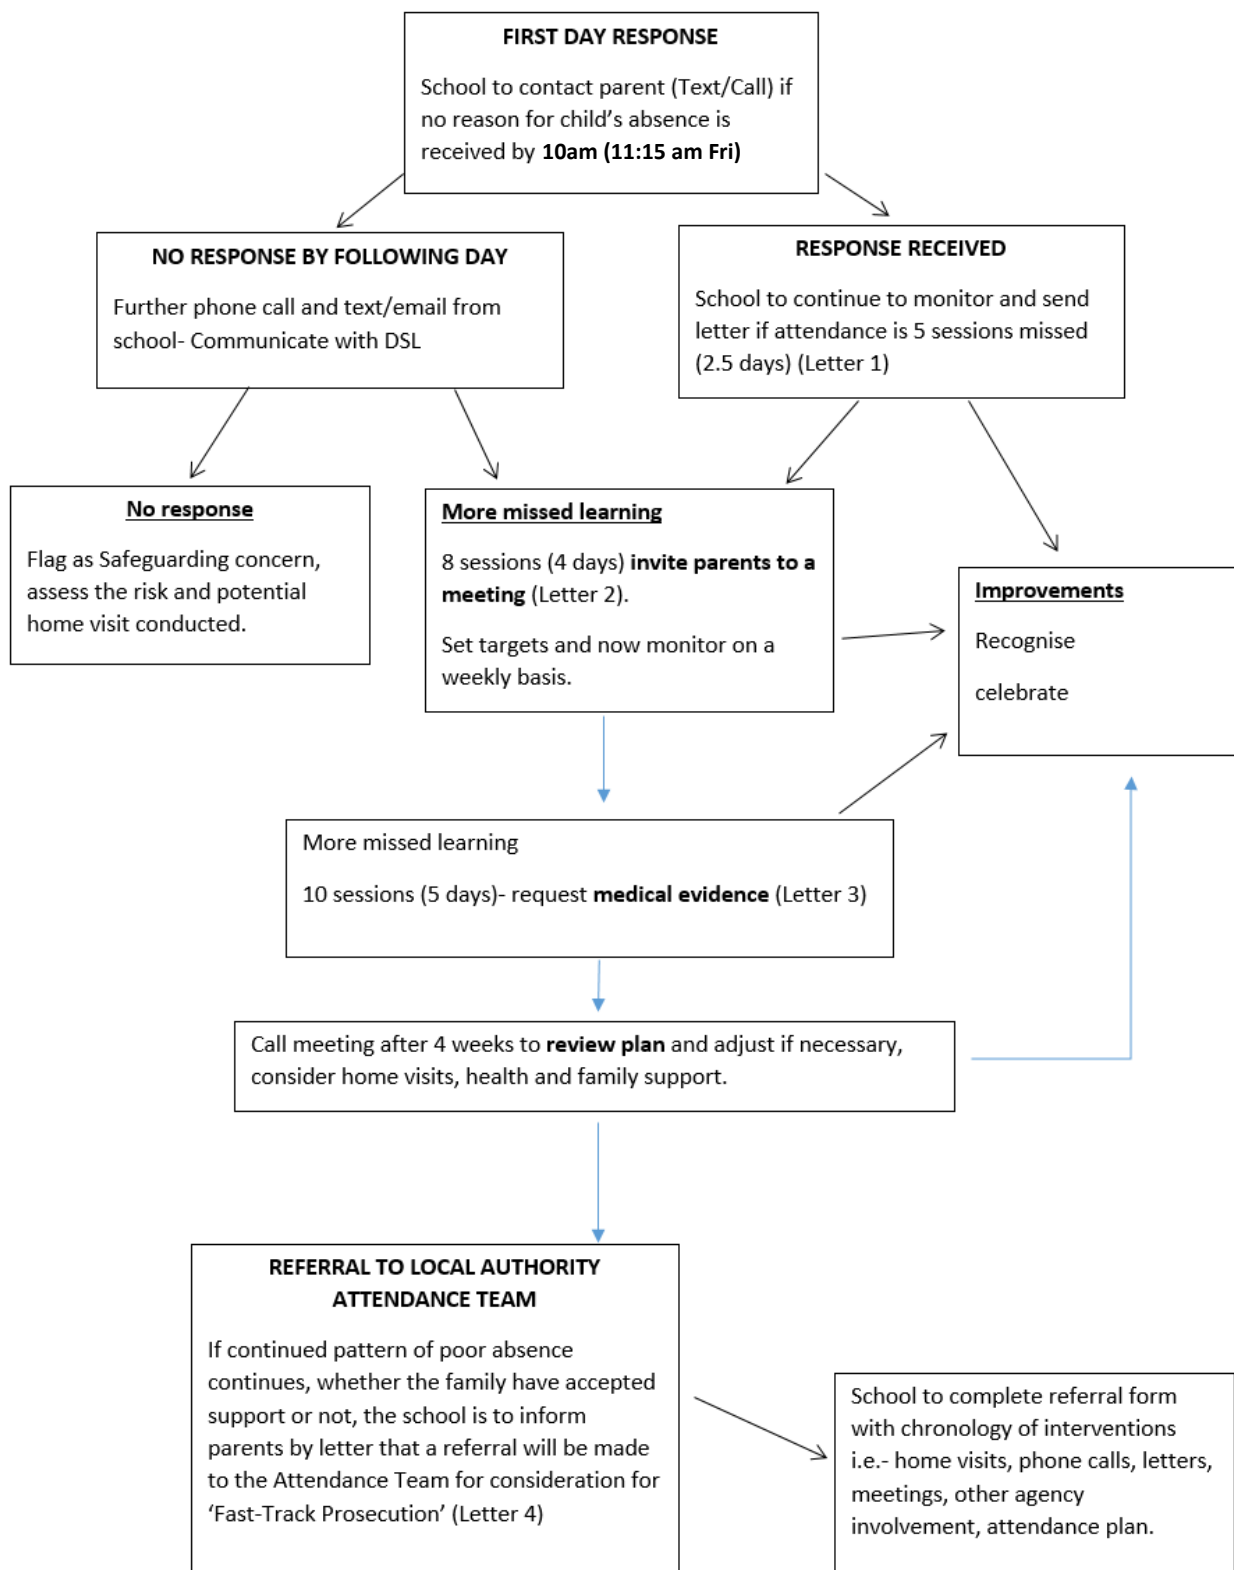 FIRST DAY RESPONSE
School to contact parent (Text/Call) if
no reason for child’s absence is
received by 10am (11:15 am Fri)
NO RESPONSE BY FOLLOWING DAY
Further phone call and text/email from
school- Communicate with DSL
RESPONSE RECEIVED
School to continue to monitor and send
letter if attendance is 5 sessions missed
(2.5 days) (Letter 1)
No response
Flag as Safeguarding concern,
assess the risk and potential
home visit conducted.
More missed learning
8 sessions (4 days) invite parents to a
meeting (Letter 2).
Set targets and now monitor on a
weekly basis.
Improvements
Recognise
celebrate
More missed learning
10 sessions (5 days)- request medical evidence (Letter 3)
Call meeting after 4 weeks to review plan and adjust if necessary,
consider home visits, health and family support.
REFERRAL TO LOCAL AUTHORITY
ATTENDANCE TEAM
If continued pattern of poor absence
continues, whether the family have accepted
support or not, the school is to inform
parents by letter that a referral will be made
to the Attendance Team for consideration for
‘Fast-Track Prosecution’ (Letter 4)
School to complete referral form
with chronology of interventions
i.e.- home visits, phone calls, letters,
meetings, other agency
involvement, attendance plan.